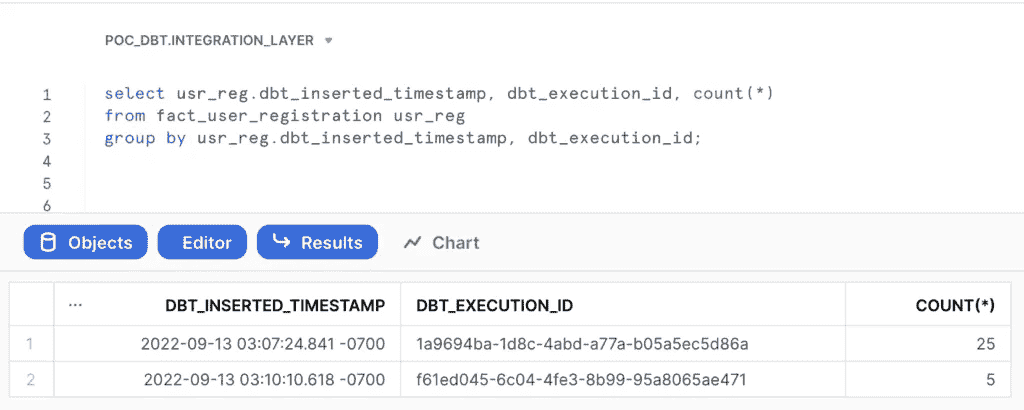 POC_DBT.INTEGRATION_LAYER
1 select usr_reg.dbt_inserted_timestamp, dbt_execution_id, count(*)
2 from fact_user_registration usr_reg
3 group by usr_reg.dbt_inserted_timestamp, dbt_execution_id;
4
5
6
Objects Editor Results Chart
... DBT_INSERTED_TIMESTAMP DBT_EXECUTION_ID COUNT(*)
1 2022-09-13 03:07:24.841 -0700 1a9694ba-1d8c-4abd-a77a-b05a5ec5d86a 25
2 2022-09-13 03:10:10.618 -0700 f61ed045-6c04-4fe3-8b99-95a8065ae471 5